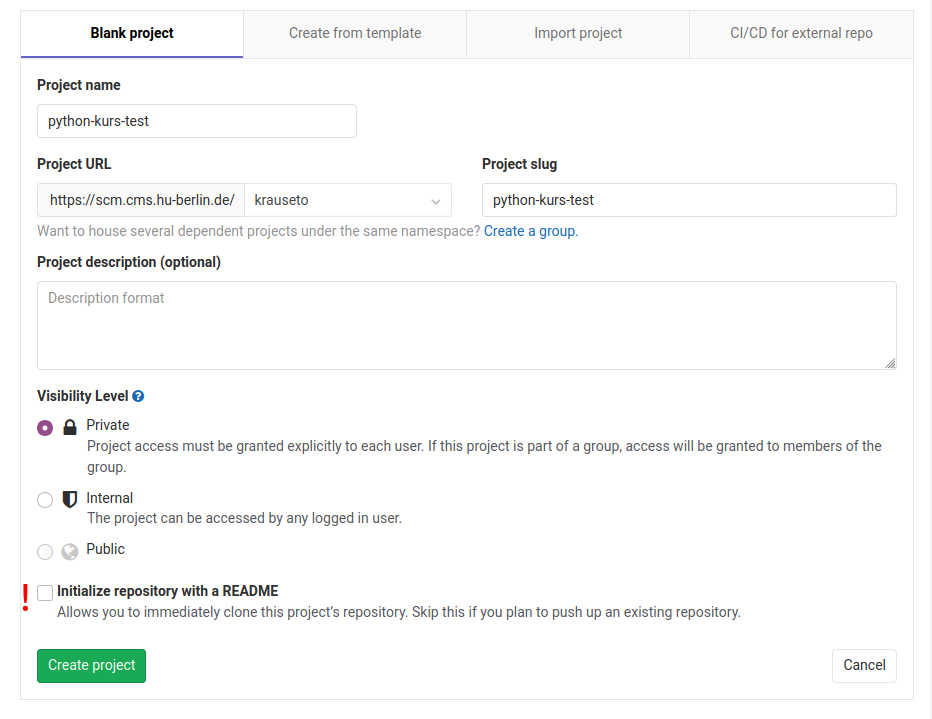 Blank project
Create from template
Import project
CI/CD for external repo
Project name
python-kurs-test
Project URL
Project slug
https://scm.cms.hu-berlin.de/
krauseto
python-kurs-test
Want to house several dependent projects under the same namespace? Create a group.
Project description (optional)
Description format
Visibility Level ?
Private
Project access must be granted explicitly to each user. If this project is part of a group, access will be granted to members of the
group.
Internal
The project can be accessed by any logged in user.
Public
! Initialize repository with a README
Allows you to immediately clone this project’s repository. Skip this if you plan to push up an existing repository.
Create project
Cancel